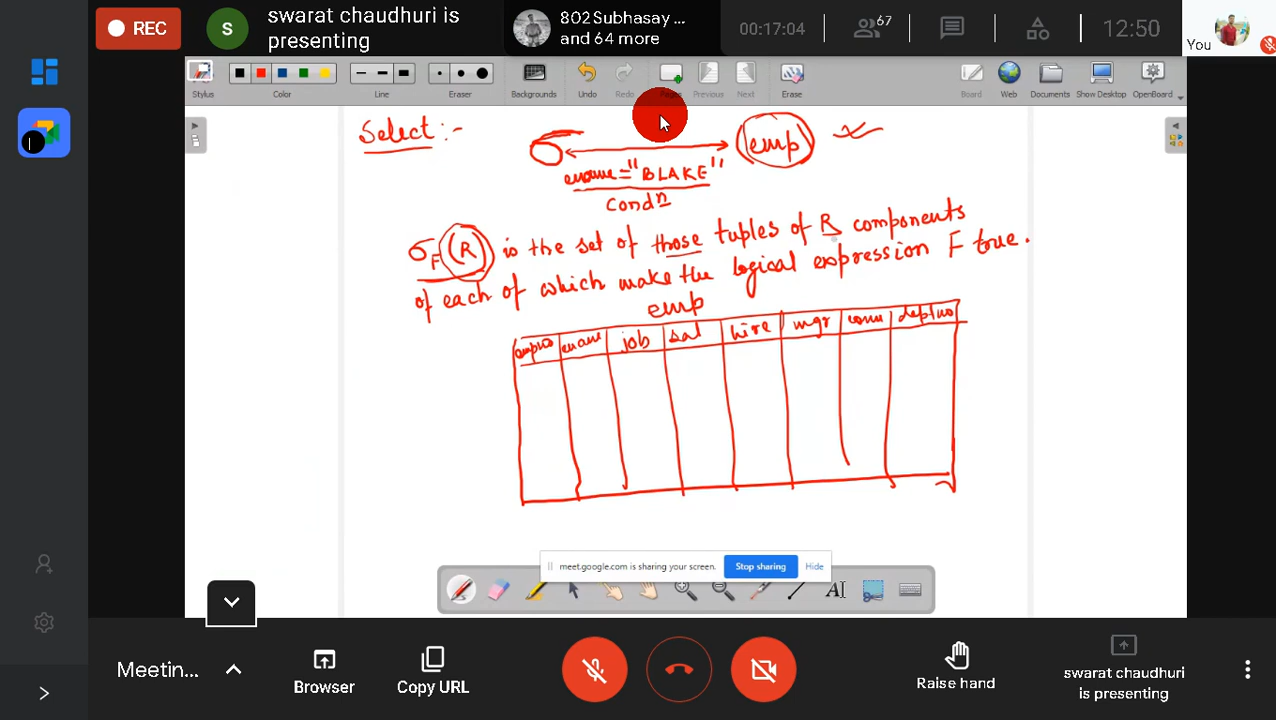 REC
S
swarat chaudhuri is presenting
802 Subhasay ...
and 64 more
00:17:04
67
12:50
You
Stylus
Color
Line
Eraser
Backgrounds
Undo
Redo
Pages
Previous
Next
Erase
Board
Web
Documents
Show Desktop
OpenBoard
Select :-
σ emp
ename = "BLAKE"
Condn
σF(R) is the set of those tuples of R components
of each of which make the logical expression F true.
emp
empno ename job sal hire mgr comm deptno
meet.google.com is sharing your screen.
Stop sharing
Hide
AI
Meetin...
Browser
Copy URL
Raise hand
swarat chaudhuri
is presenting